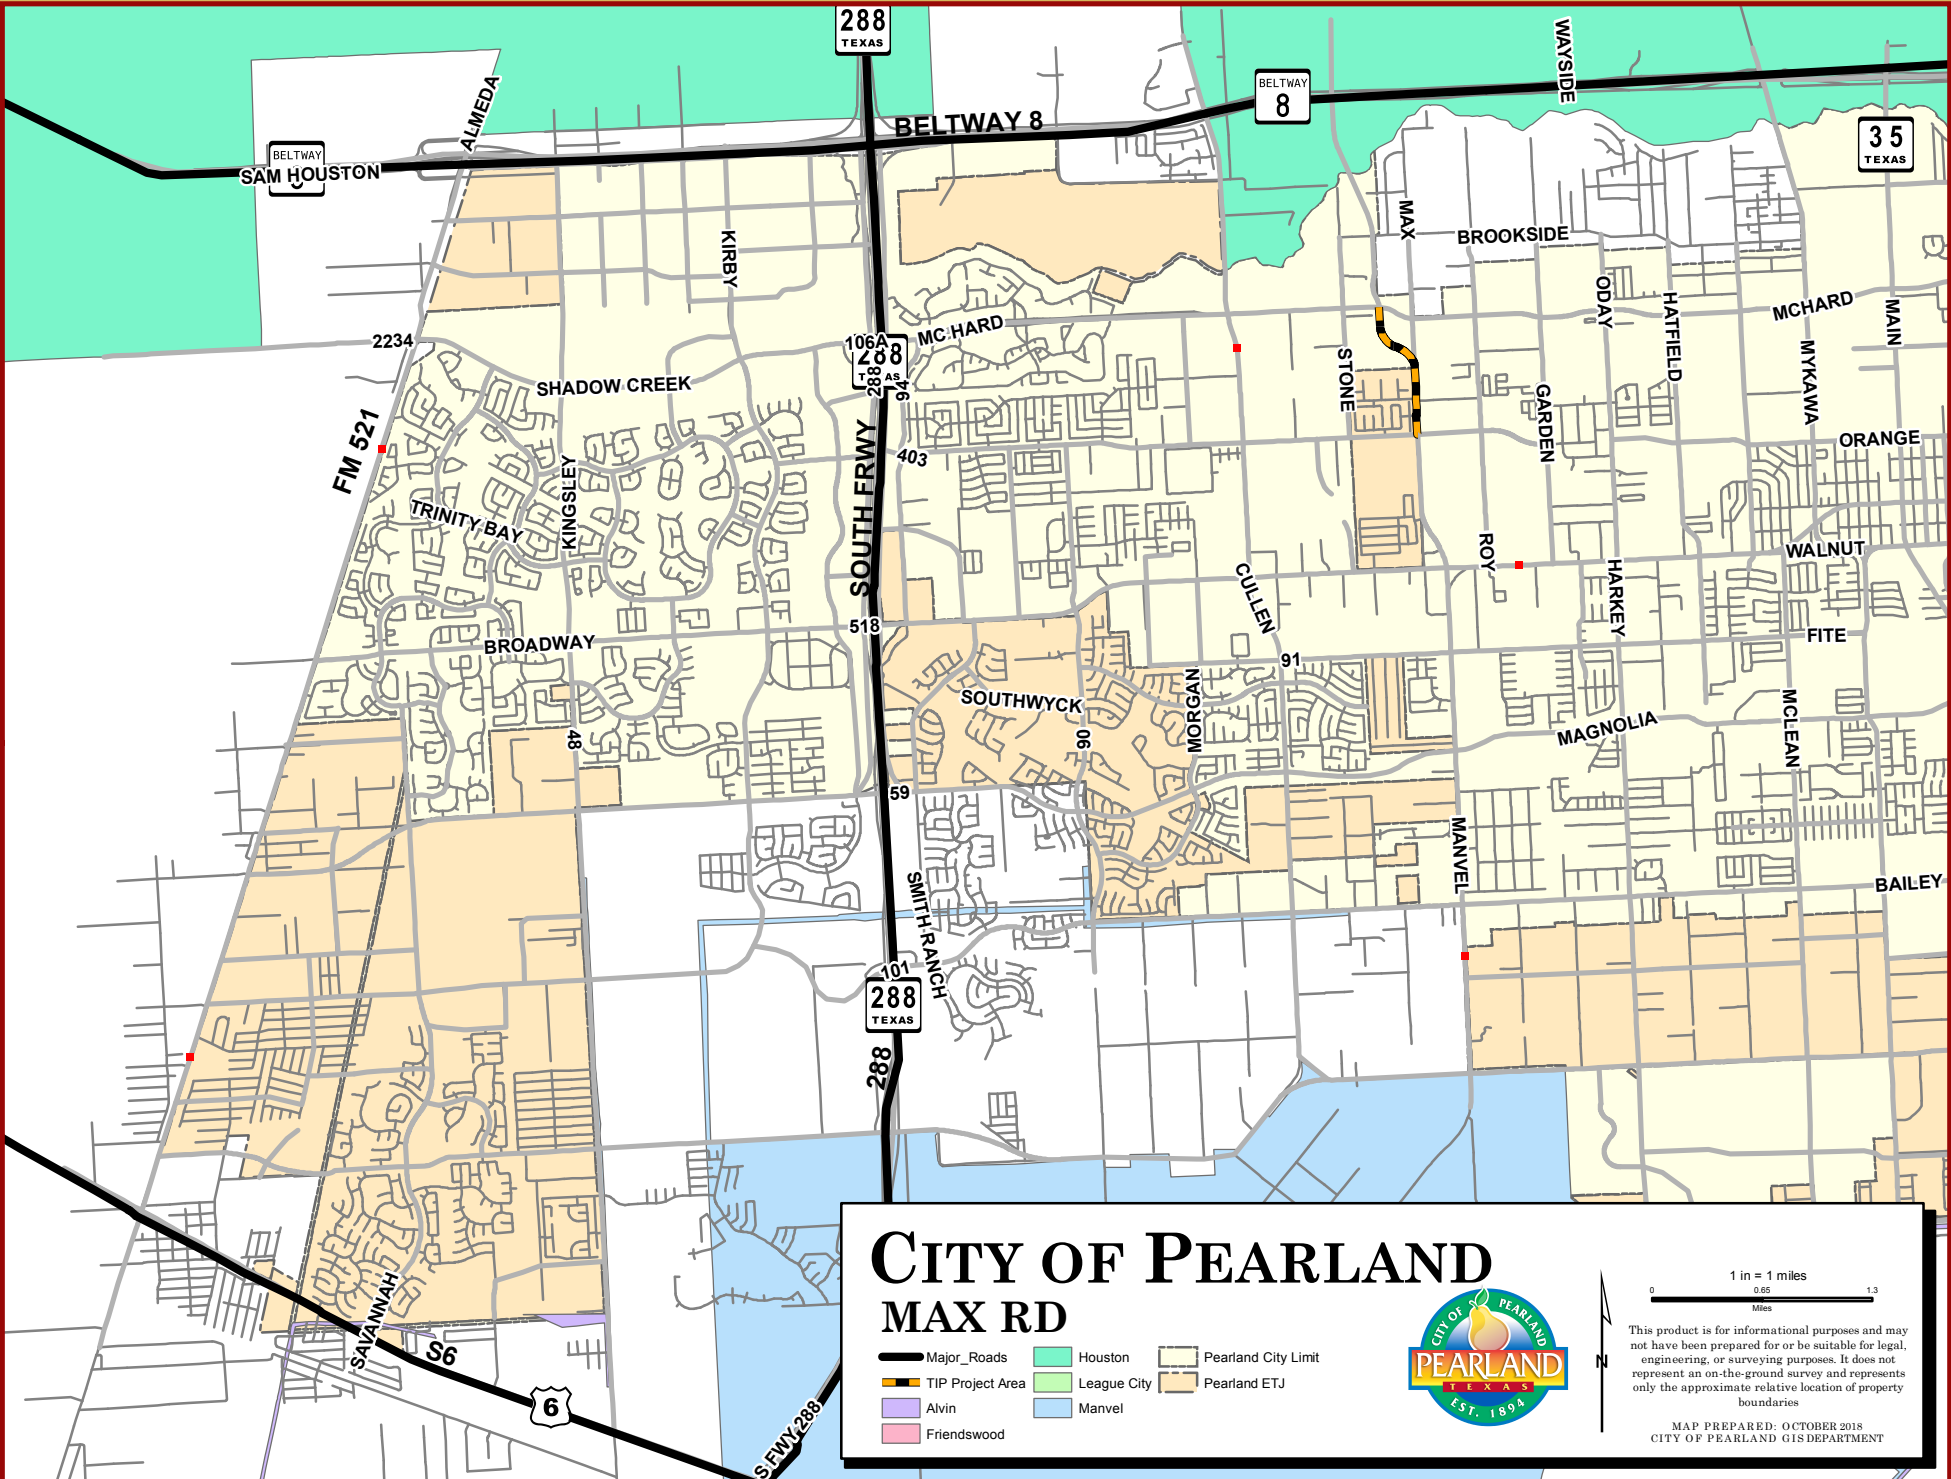 288
TEXAS
WAYSIDE
BELTWAY
8
ALMEDA
BELTWAY 8
35
TEXAS
BELTWAY
SAM HOUSTON
MAX
BROOKSIDE
KIRBY
ODAY
HATFIELD
MCHARD
MAIN
MC HARD
2234
106A
288
TEXAS
288
94
SHADOW CREEK
STONE
MYKAWA
GARDEN
FM 521
SOUTH FRWY
403
ORANGE
TRINITY BAY
KINGSLEY
ROY
WALNUT
CULLEN
HARKEY
518
BROADWAY
FITE
91
SOUTHWYCK
MORGAN
90
48
MAGNOLIA
MCLEAN
59
MANVEL
SMITH RANCH
BAILEY
101
288
TEXAS
288
SAVANNAH
S6
6
S FWY 288
CITY OF PEARLAND
MAX RD
Major_Roads
TIP Project Area
Alvin
Friendswood
Houston
League City
Manvel
Pearland City Limit
Pearland ETJ
CITY OF PEARLAND
PEARLAND
TEXAS
EST. 1894
N
1 in = 1 miles
0 0.65 1.3
Miles
This product is for informational purposes and may
not have been prepared for or be suitable for legal,
engineering, or surveying purposes. It does not
represent an on-the-ground survey and represents
only the approximate relative location of property
boundaries
MAP PREPARED: OCTOBER 2018
CITY OF PEARLAND GIS DEPARTMENT